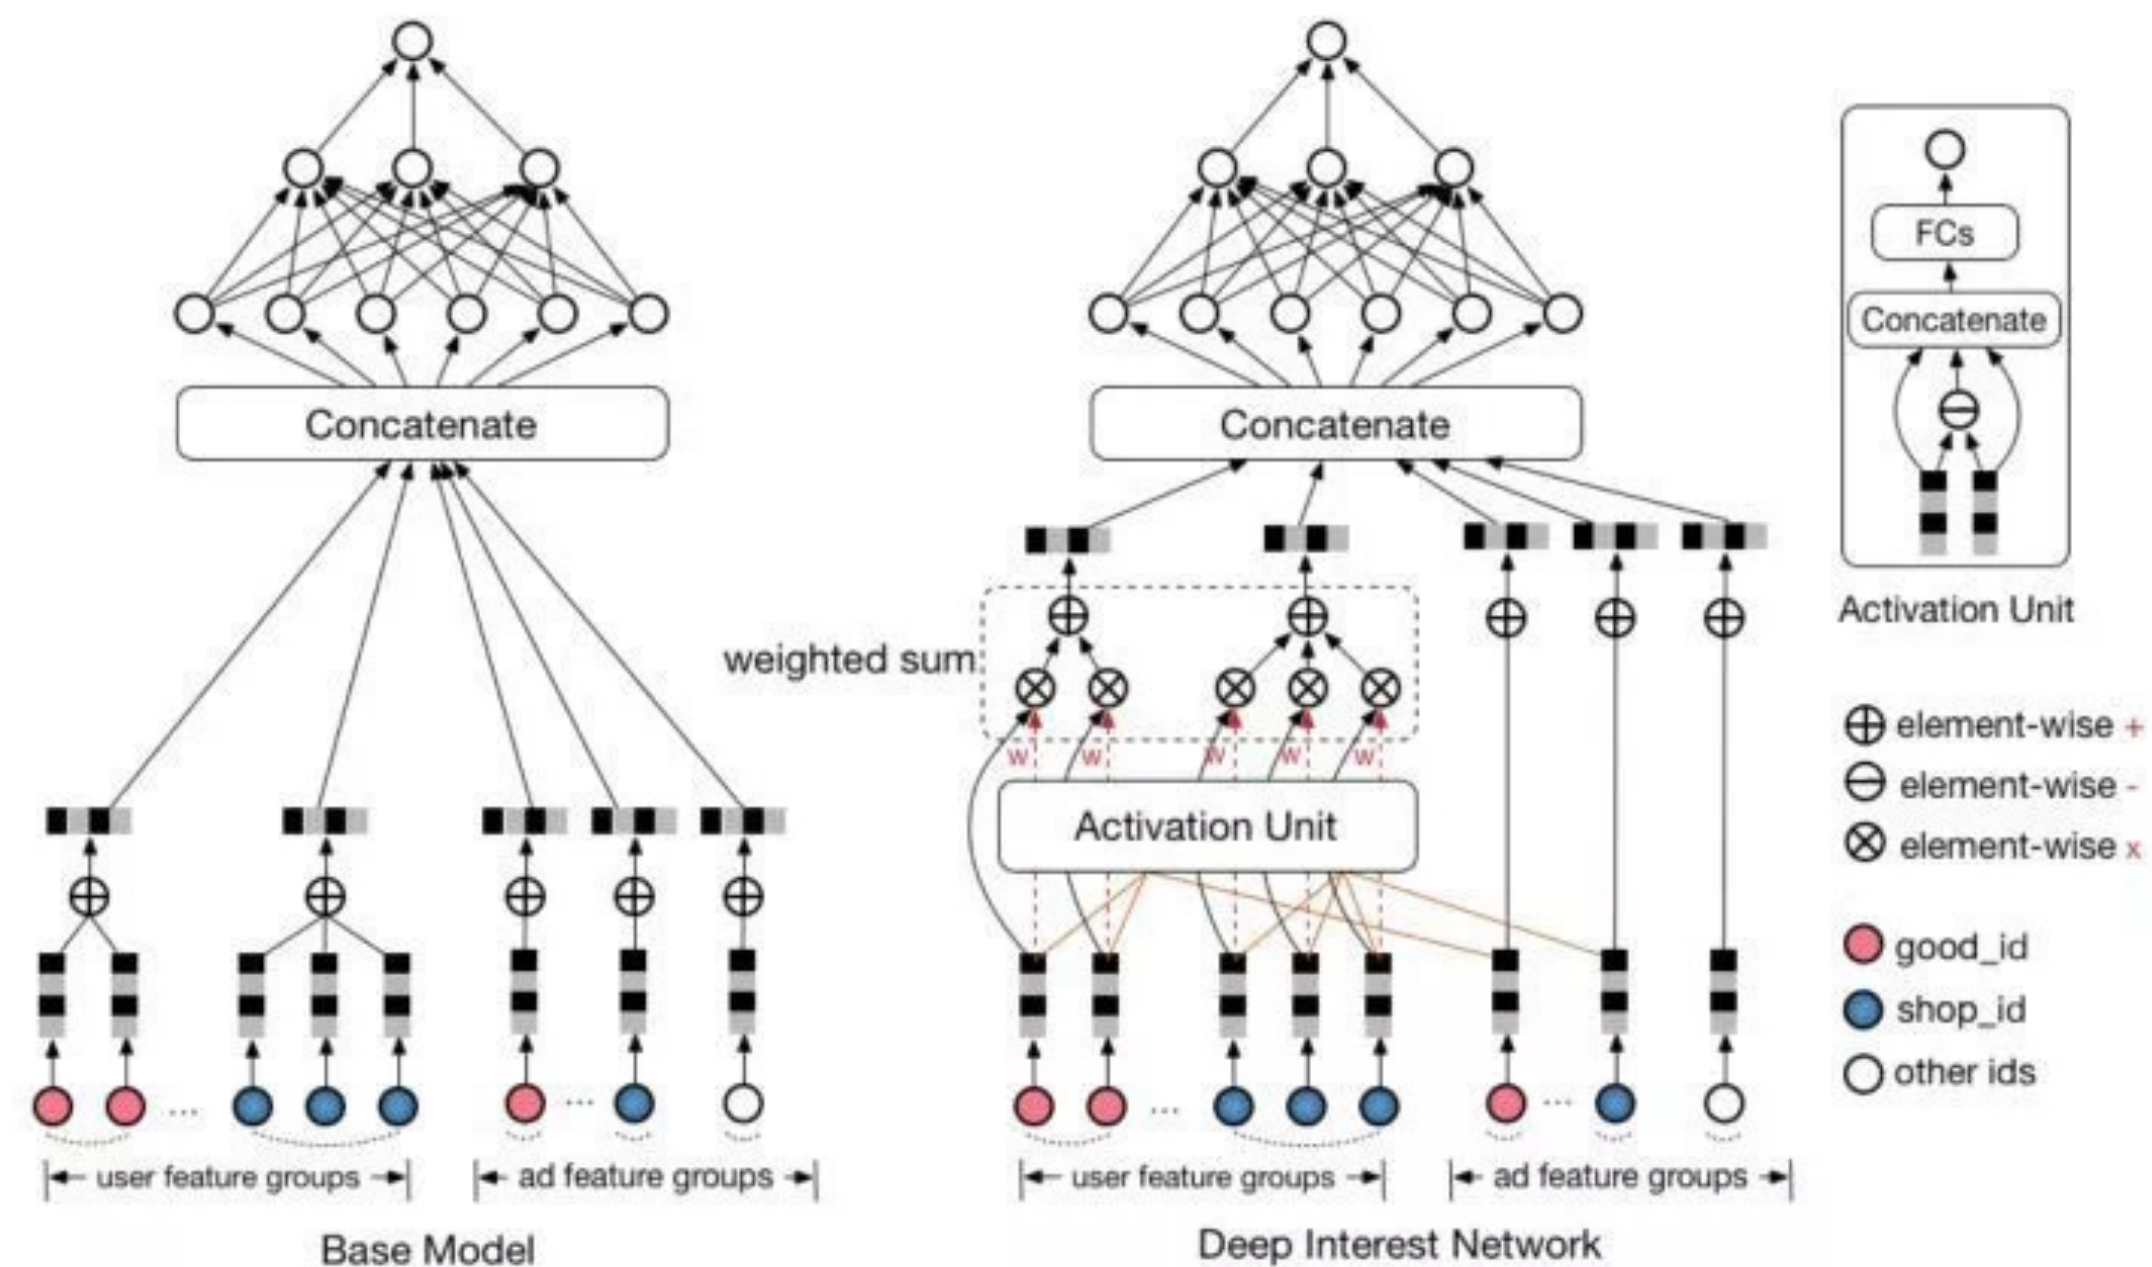 Concatenate
user feature groups
ad feature groups
Base Model
Concatenate
weighted sum
w
w
w
w
w
Activation Unit
user feature groups
ad feature groups
Deep Interest Network
FCs
Concatenate
Activation Unit
element-wise +
element-wise -
element-wise x
good_id
shop_id
other ids